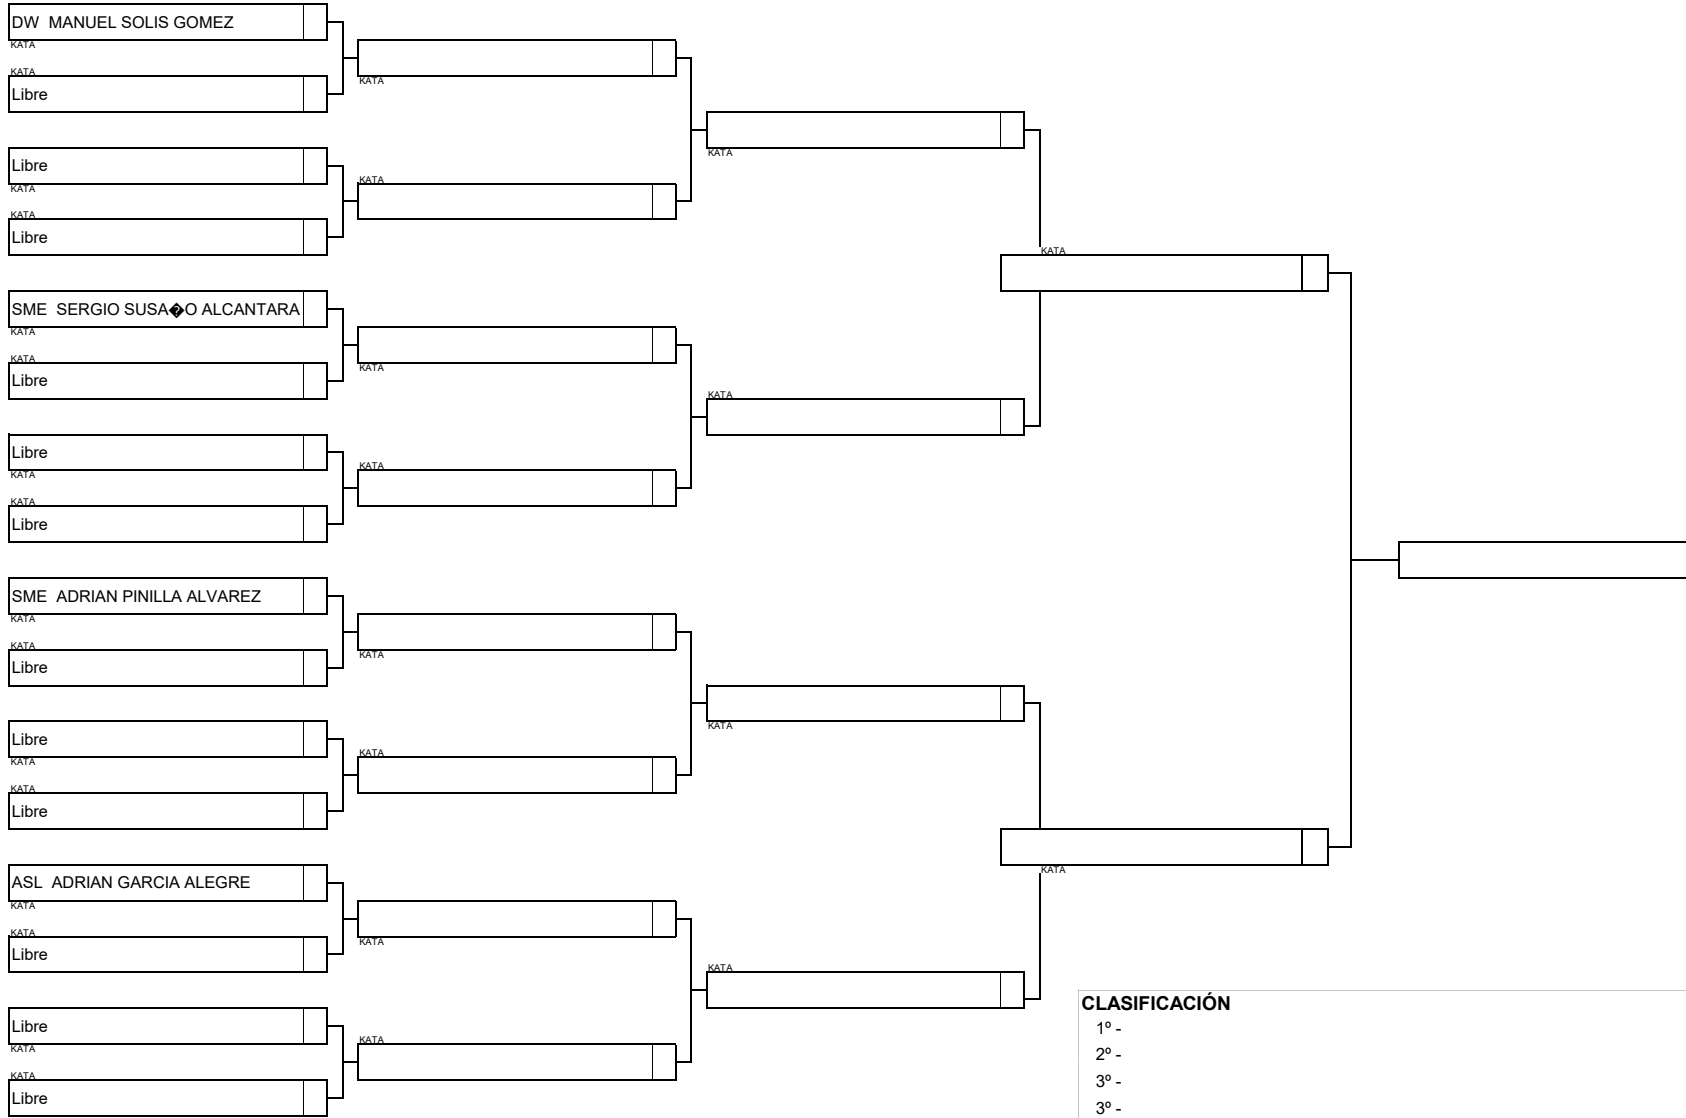 DW MANUEL SOLIS GOMEZ
KATA
KATA
Libre
KATA
Libre
KATA
KATA
Libre
KATA
KATA
Libre
KATA
SME SERGIO SUSA�O ALCANTARA
KATA
KATA
Libre
KATA
KATA
Libre
KATA
KATA
Libre
KATA
SME ADRIAN PINILLA ALVAREZ
KATA
KATA
Libre
KATA
KATA
Libre
KATA
KATA
Libre
KATA
ASL ADRIAN GARCIA ALEGRE
KATA
KATA
Libre
KATA
KATA
Libre
KATA
KATA
Libre
KATA
KATA
CLASIFICACIÓN
1º -
2º -
3º -
3º -